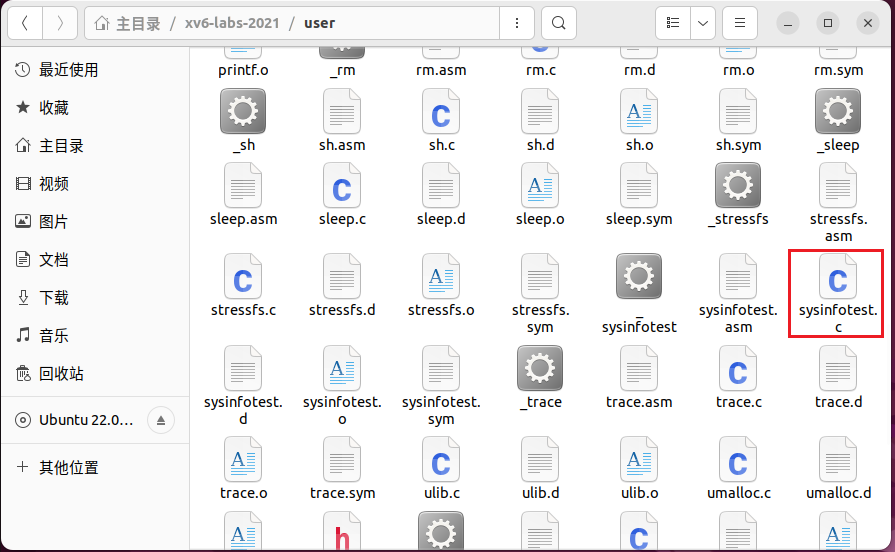 主目录 / xv6-labs-2021 / user
最近使用
收藏
主目录
视频
图片
文档
下载
音乐
回收站
Ubuntu 22.0…
其他位置
printf.o
_rm
rm.asm
rm.c
rm.d
rm.o
rm.sym
_sh
sh.asm
sh.c
sh.d
sh.o
sh.sym
_sleep
sleep.asm
sleep.c
sleep.d
sleep.o
sleep.sym
_stressfs
stressfs.
asm
stressfs.c
stressfs.d
stressfs.o
stressfs.
sym
_
sysinfotest
sysinfotest.
asm
sysinfotest.
c
sysinfotest.
d
sysinfotest.
o
sysinfotest.
sym
_trace
trace.asm
trace.c
trace.d
trace.o
trace.sym
ulib.c
ulib.d
ulib.o
umalloc.c
umalloc.d